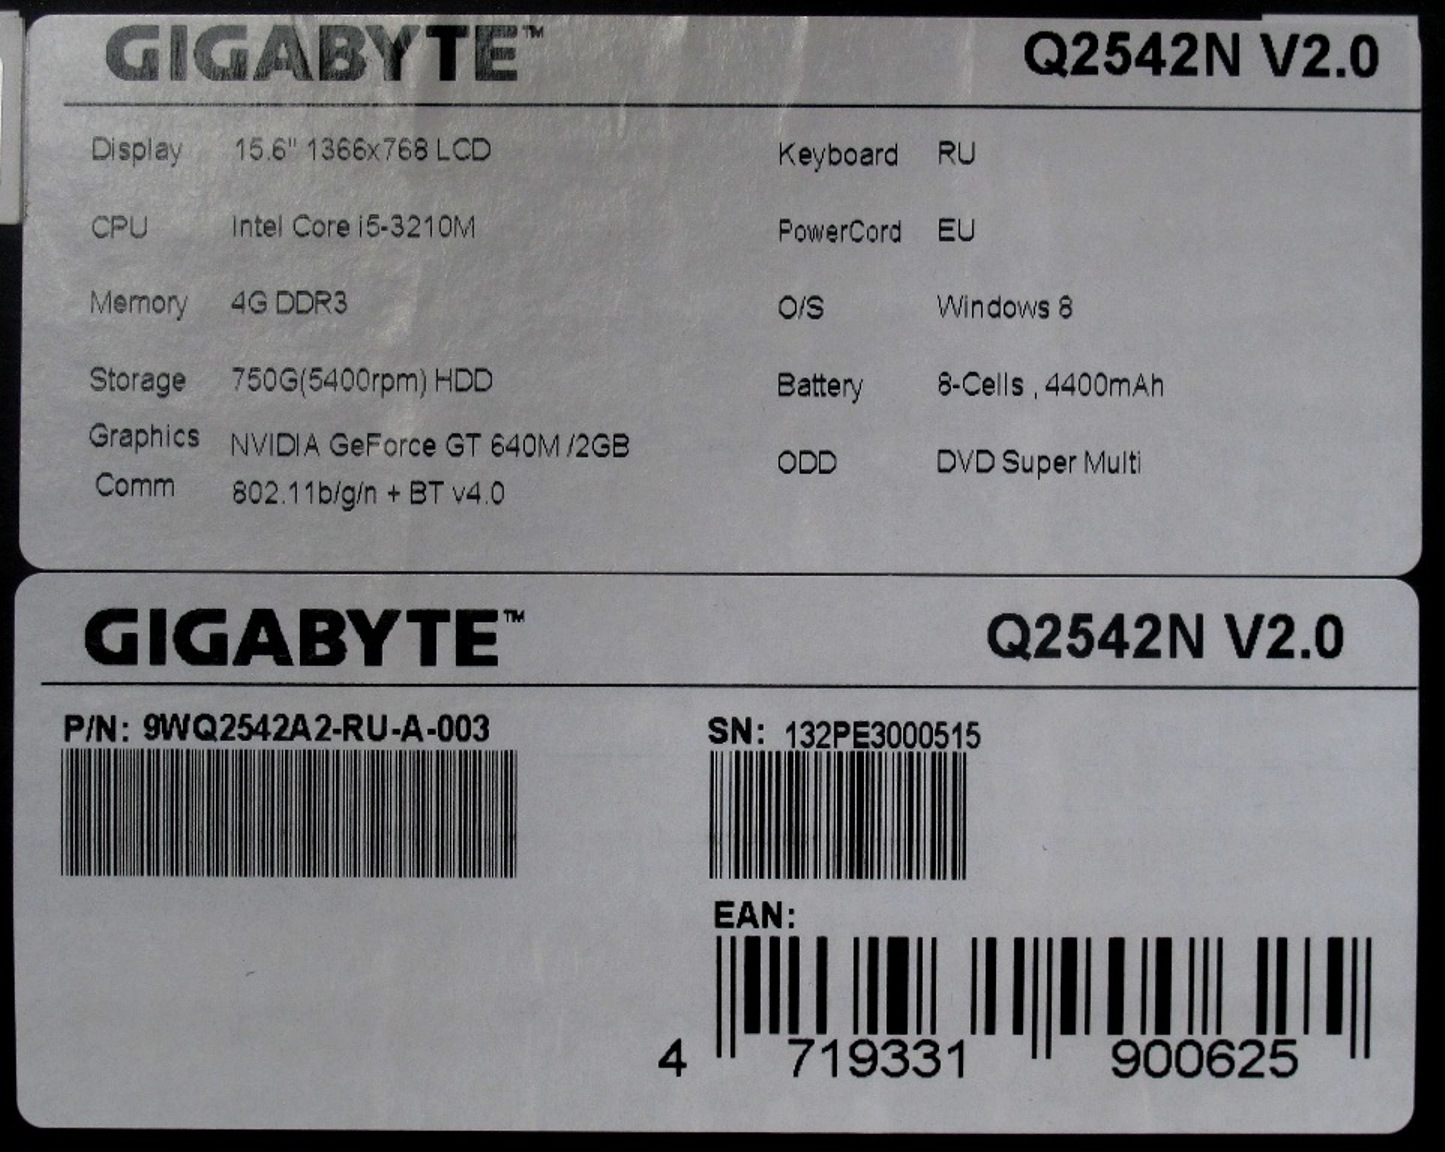 GIGABYTE™ Q2542N V2.0
Display 15.6" 1366x768 LCD Keyboard RU
CPU Intel Core i5-3210M PowerCord EU
Memory 4G DDR3 O/S Windows 8
Storage 750G(5400rpm) HDD Battery 8-Cells , 4400mAh
Graphics NVIDIA GeForce GT 640M /2GB ODD DVD Super Multi
Comm 802.11b/g/n + BT v4.0
GIGABYTE™ Q2542N V2.0
P/N: 9WQ2542A2-RU-A-003 SN: 132PE3000515
EAN:
4 719331 900625